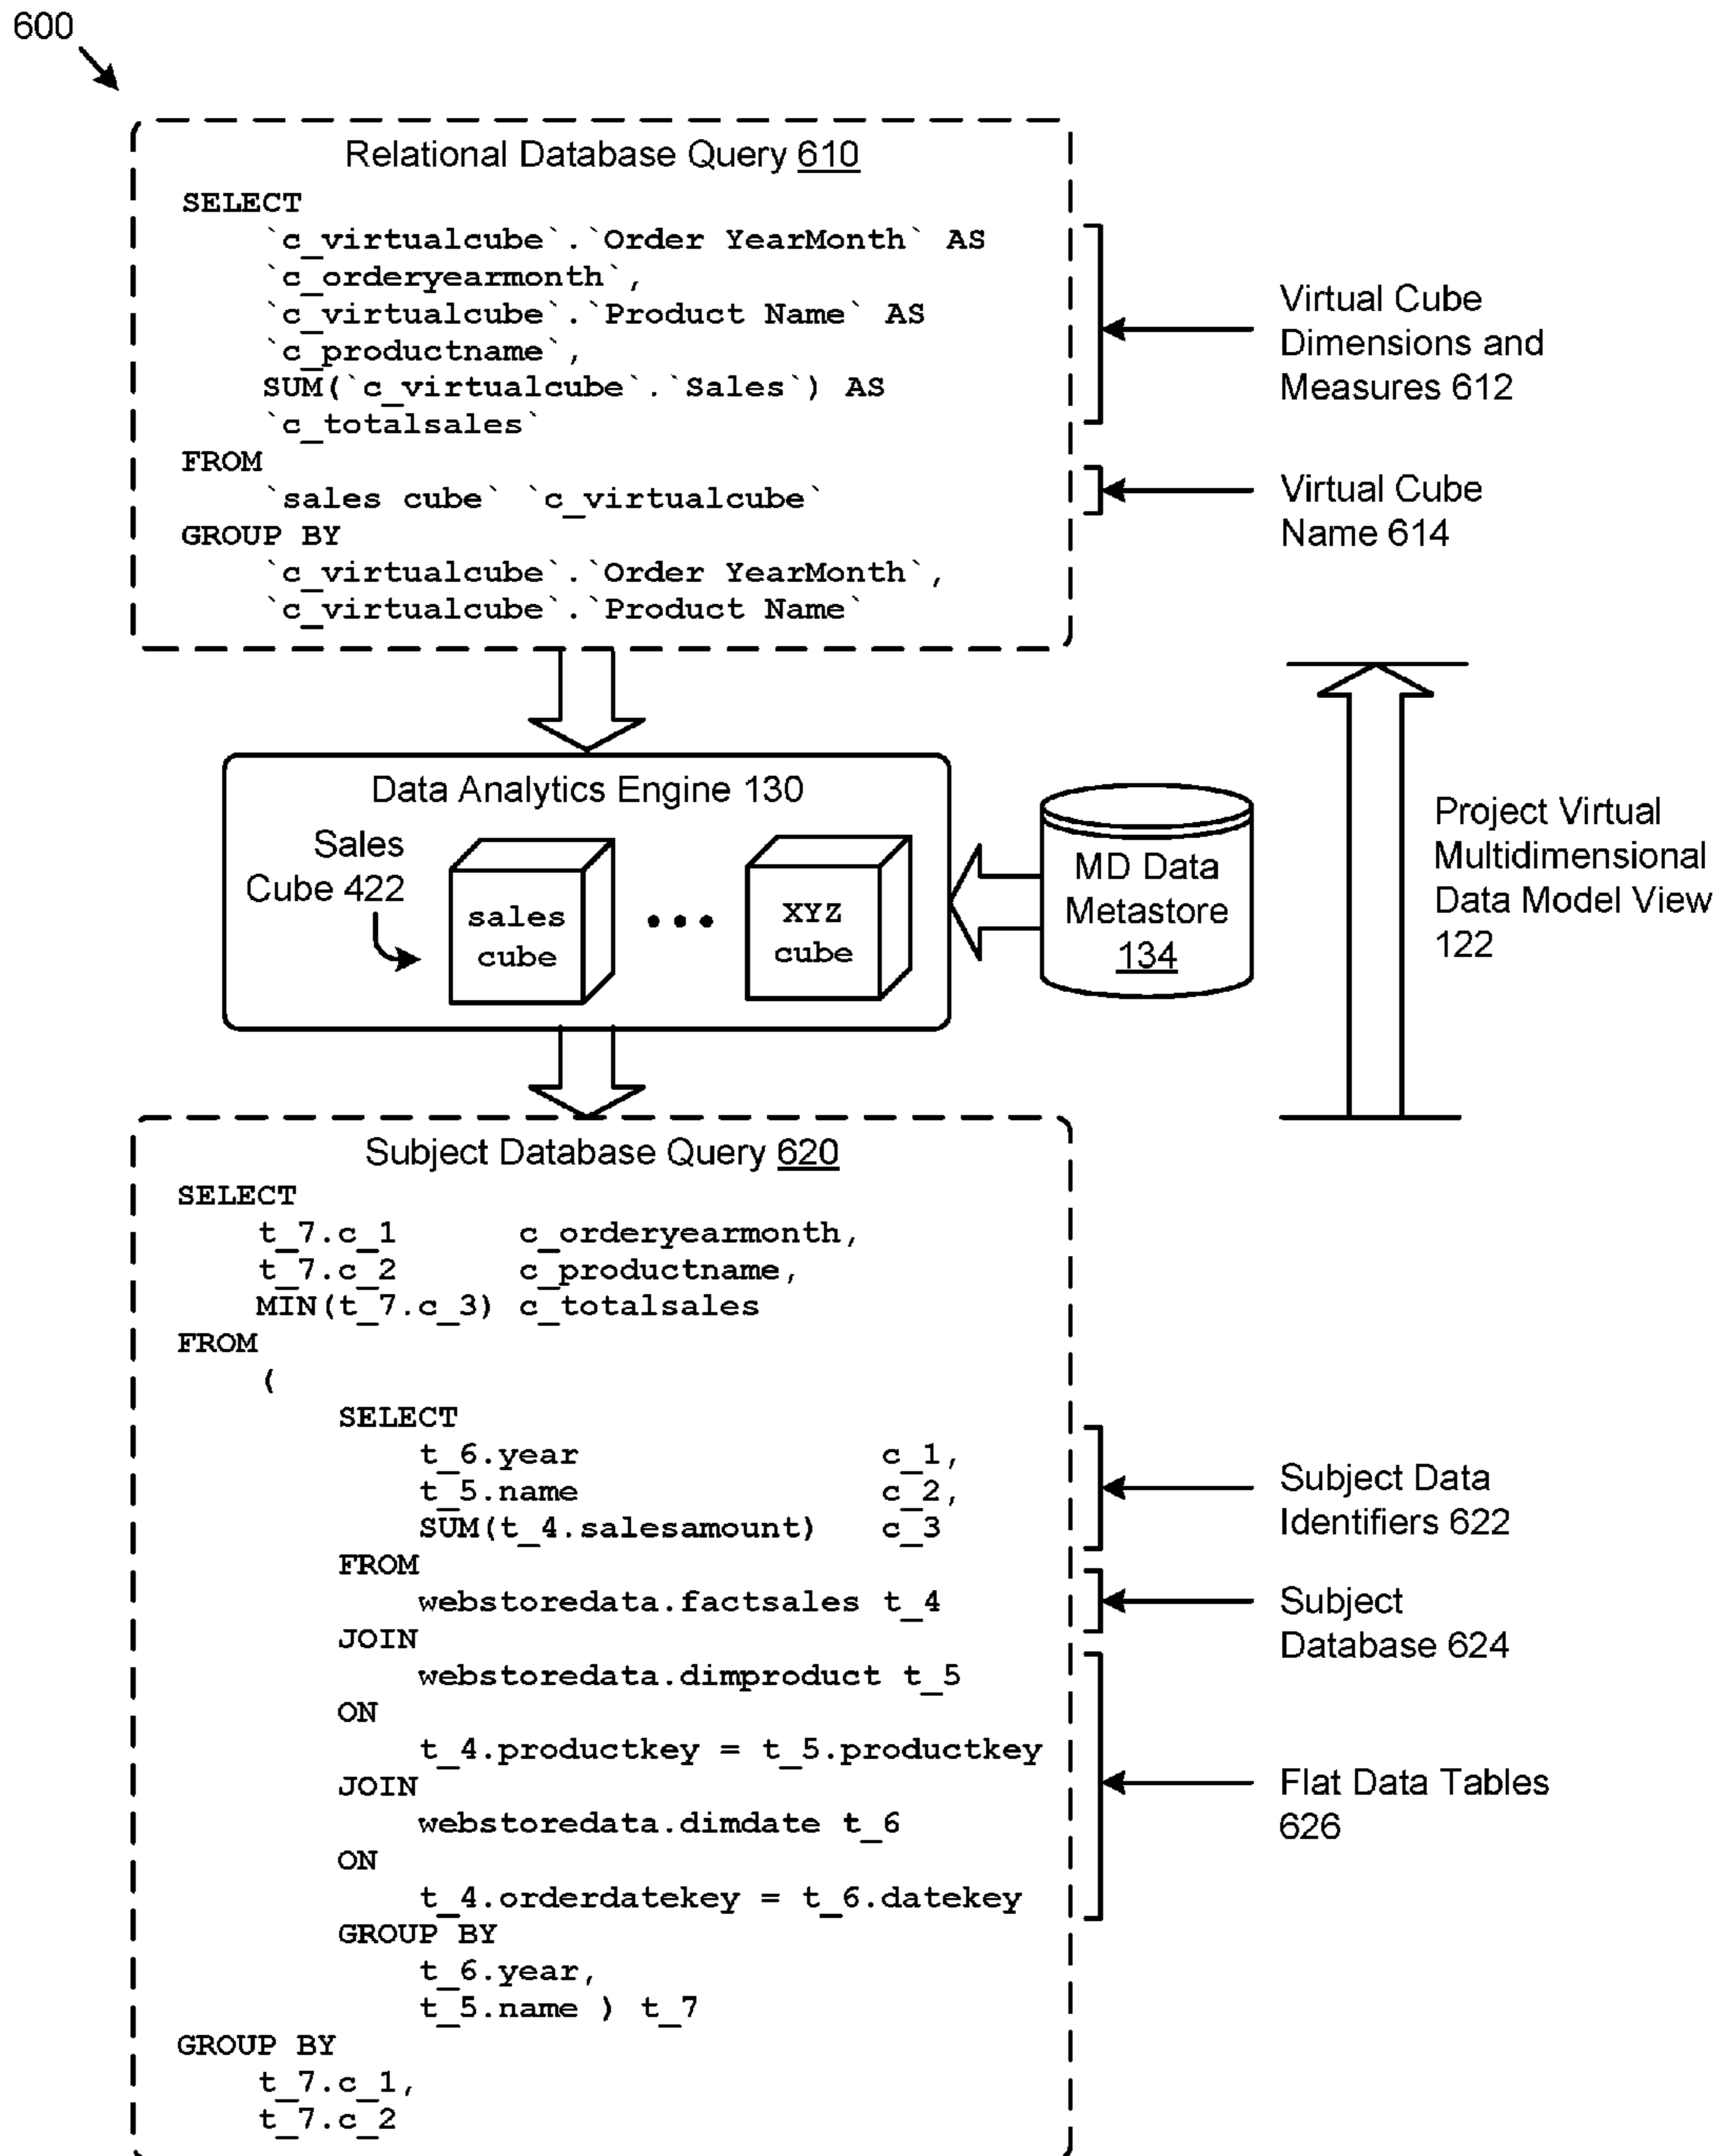 600
Relational Database Query 610
SELECT
`c_virtualcube`.`Order YearMonth` AS
`c_orderyearmonth`,
`c_virtualcube`.`Product Name` AS
`c_productname`,
SUM(`c_virtualcube`.`Sales`) AS
`c_totalsales`
FROM
`sales cube` `c_virtualcube`
GROUP BY
`c_virtualcube`.`Order YearMonth`,
`c_virtualcube`.`Product Name`
Virtual Cube
Dimensions and
Measures 612
Virtual Cube
Name 614
Data Analytics Engine 130
Sales
Cube 422
sales
cube
XYZ
cube
MD Data
Metastore
134
Project Virtual
Multidimensional
Data Model View
122
Subject Database Query 620
SELECT
t_7.c_1 c_orderyearmonth,
t_7.c_2 c_productname,
MIN(t_7.c_3) c_totalsales
FROM
(
SELECT
t_6.year c_1,
t_5.name c_2,
SUM(t_4.salesamount) c_3
FROM
webstoredata.factsales t_4
JOIN
webstoredata.dimproduct t_5
ON
t_4.productkey = t_5.productkey
JOIN
webstoredata.dimdate t_6
ON
t_4.orderdatekey = t_6.datekey
GROUP BY
t_6.year,
t_5.name ) t_7
GROUP BY
t_7.c_1,
t_7.c_2
Subject Data
Identifiers 622
Subject
Database 624
Flat Data Tables
626